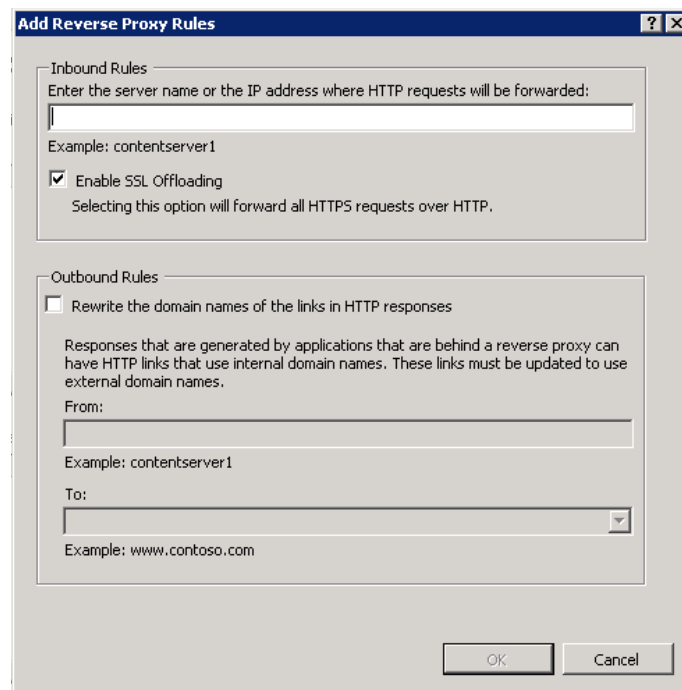 Add Reverse Proxy Rules
Inbound Rules
Enter the server name or the IP address where HTTP requests will be forwarded:
Example: contentserver1
Enable SSL Offloading
Selecting this option will forward all HTTPS requests over HTTP.
Outbound Rules
Rewrite the domain names of the links in HTTP responses
Responses that are generated by applications that are behind a reverse proxy can
have HTTP links that use internal domain names. These links must be updated to use
external domain names.
From:
Example: contentserver1
To:
Example: www.contoso.com
OK Cancel